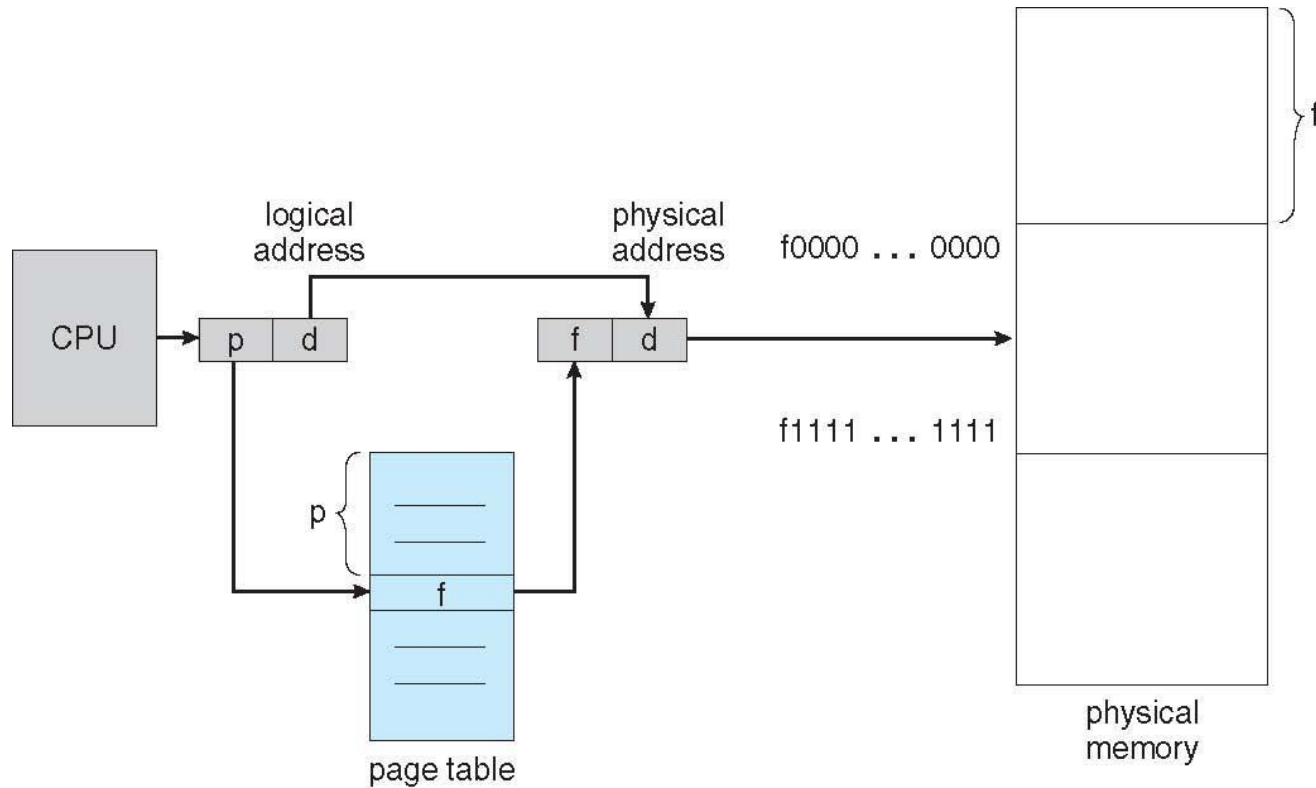 f
logical
address
physical
address
f0000 ... 0000
CPU
p
d
f
d
f1111 ... 1111
p
f
page table
physical
memory